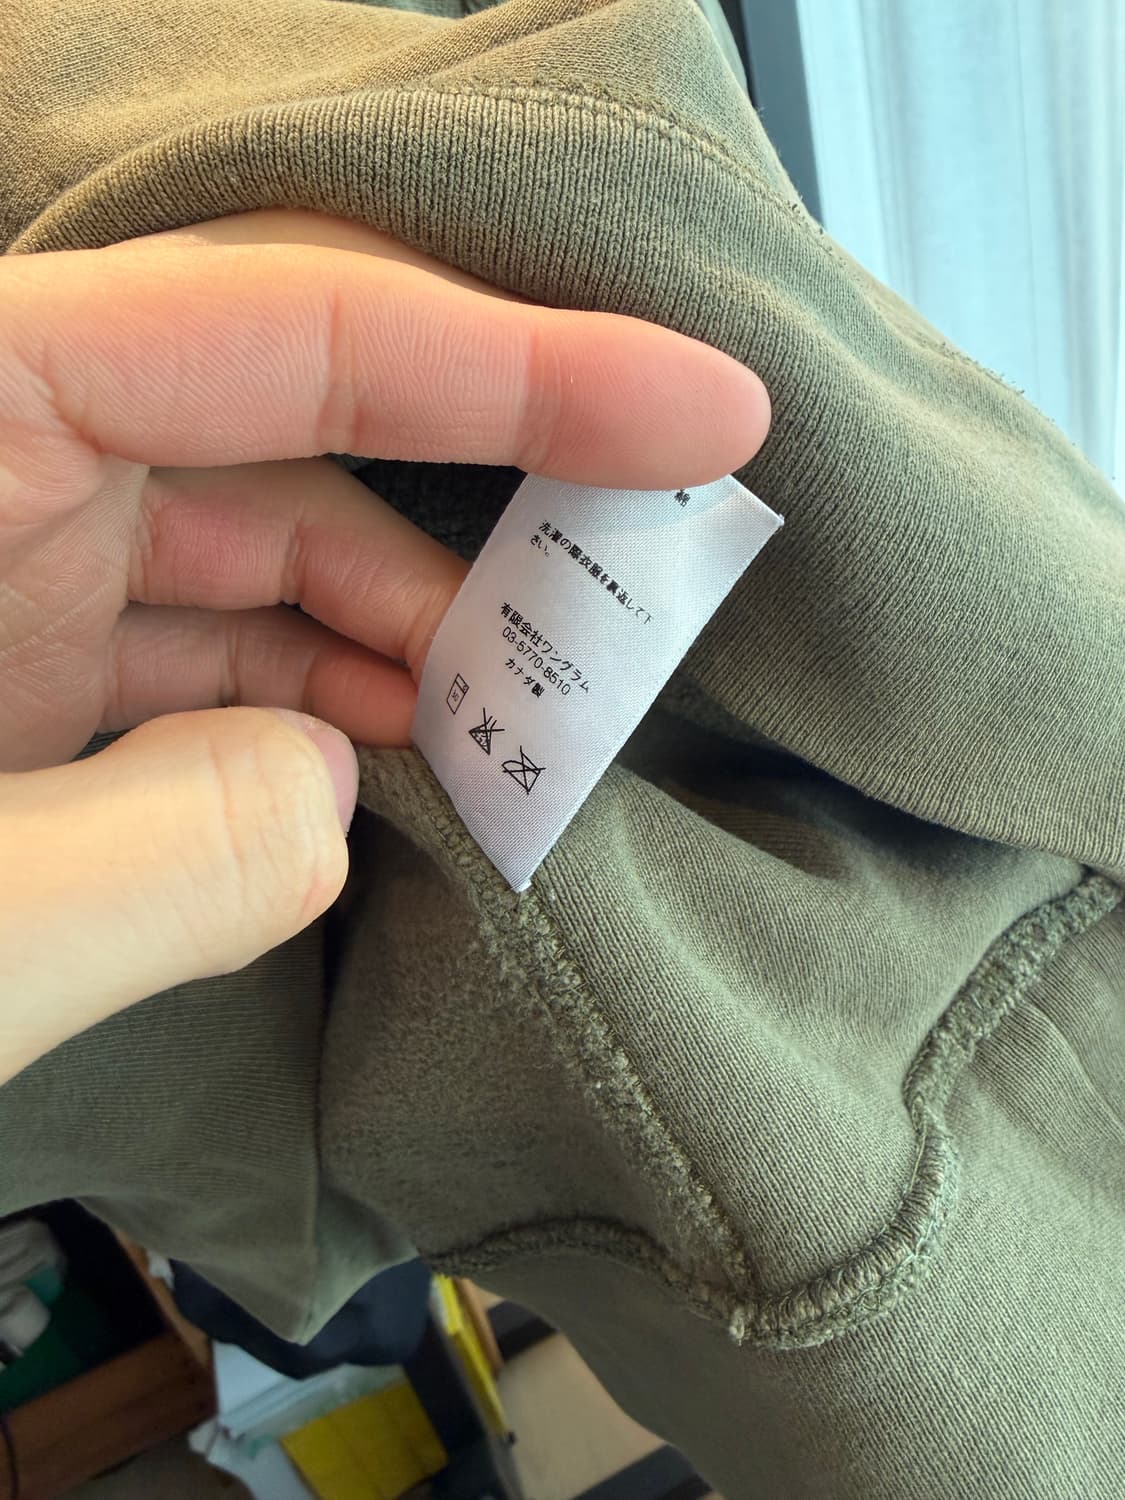 綿
洗濯の際衣服を裏返して下
さい。
有限会社ワングラム
03-5770-8510
カナダ製